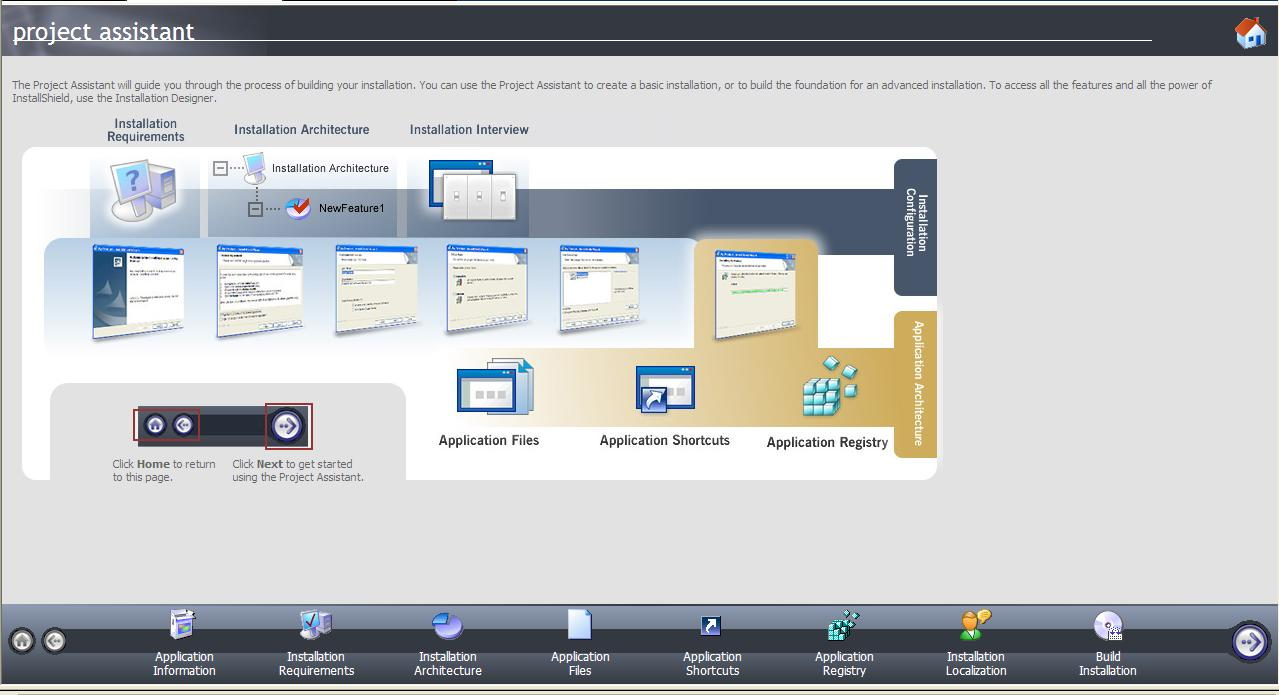 project assistant
The Project Assistant will guide you through the process of building your installation. You can use the Project Assistant to create a basic installation, or to build the foundation for an advanced installation. To access all the features and all the power of
InstallShield, use the Installation Designer.
Installation
Requirements
Installation Architecture
Installation Interview
Installation Architecture
NewFeature1
Installation
Configuration
Application Architecture
Application Files
Application Shortcuts
Application Registry
Click Home to return
to this page.
Click Next to get started
using the Project Assistant.
Application
Information
Installation
Requirements
Installation
Architecture
Application
Files
Application
Shortcuts
Application
Registry
Installation
Localization
Build
Installation